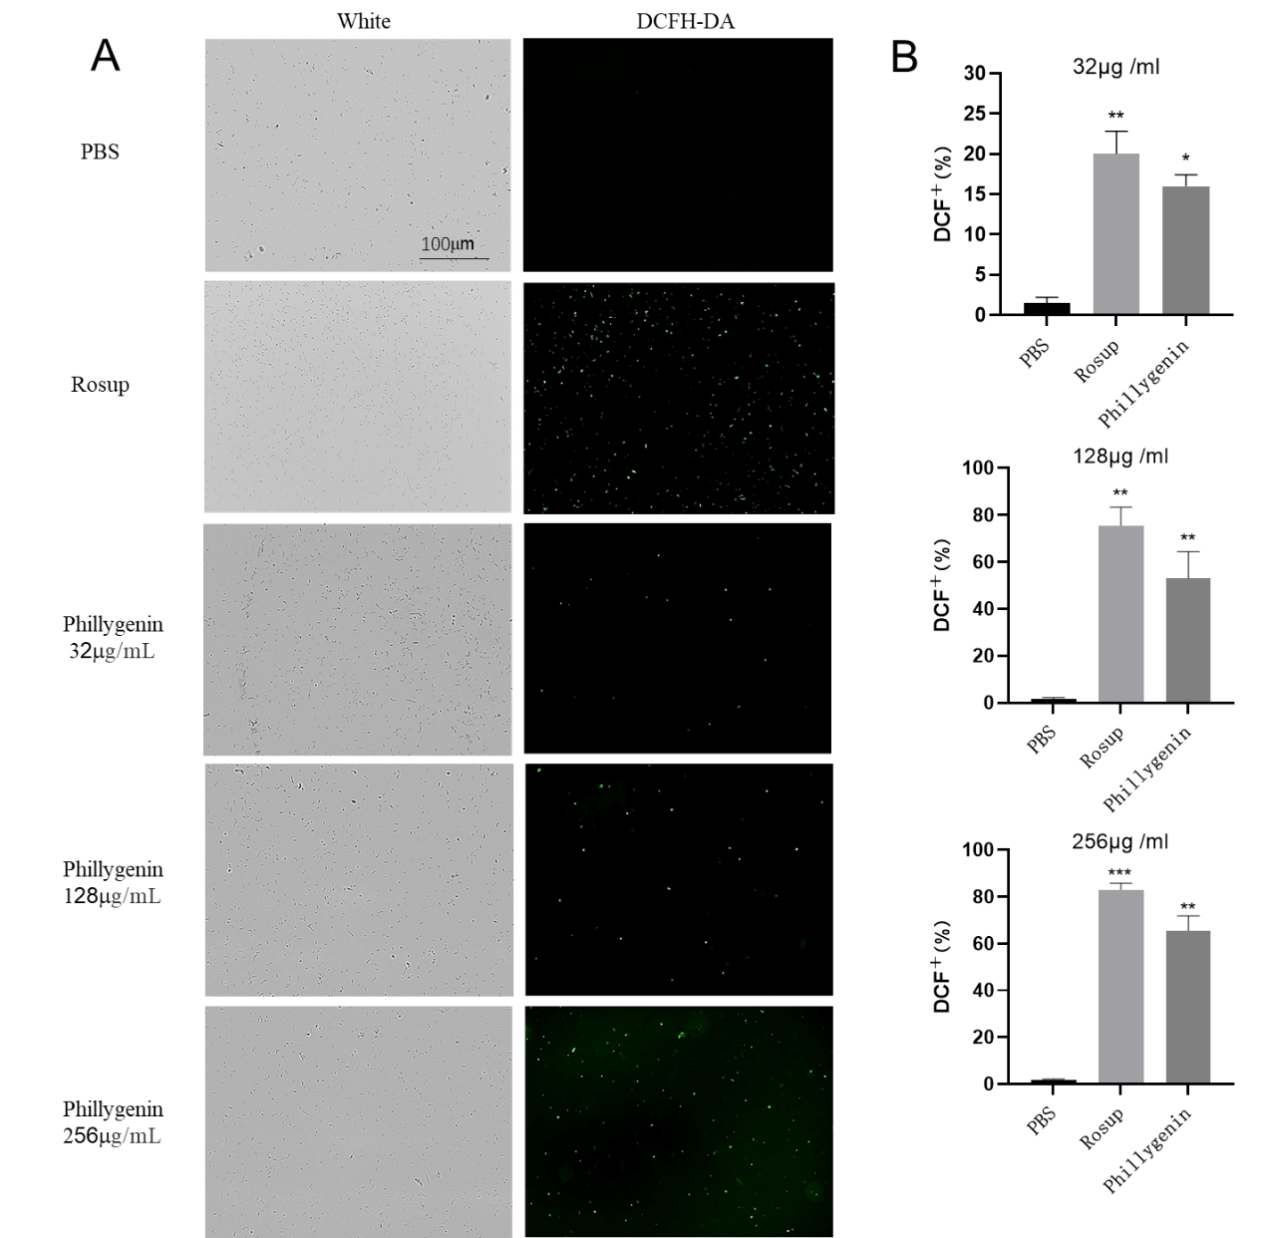 White
DCFH-DA
A
PBS
100μm
Rosup
Phillygenin
32μg/mL
Phillygenin
128μg/mL
Phillygenin
256μg/mL
B
32μg /ml
30
25
20
15
10
5
0
DCF+ (%)
**
*
PBS
Rosup
Phillygenin
128μg /ml
100
80
60
40
20
0
DCF+ (%)
**
**
PBS
Rosup
Phillygenin
256μg /ml
100
80
60
40
20
0
DCF+ (%)
***
**
PBS
Rosup
Phillygenin